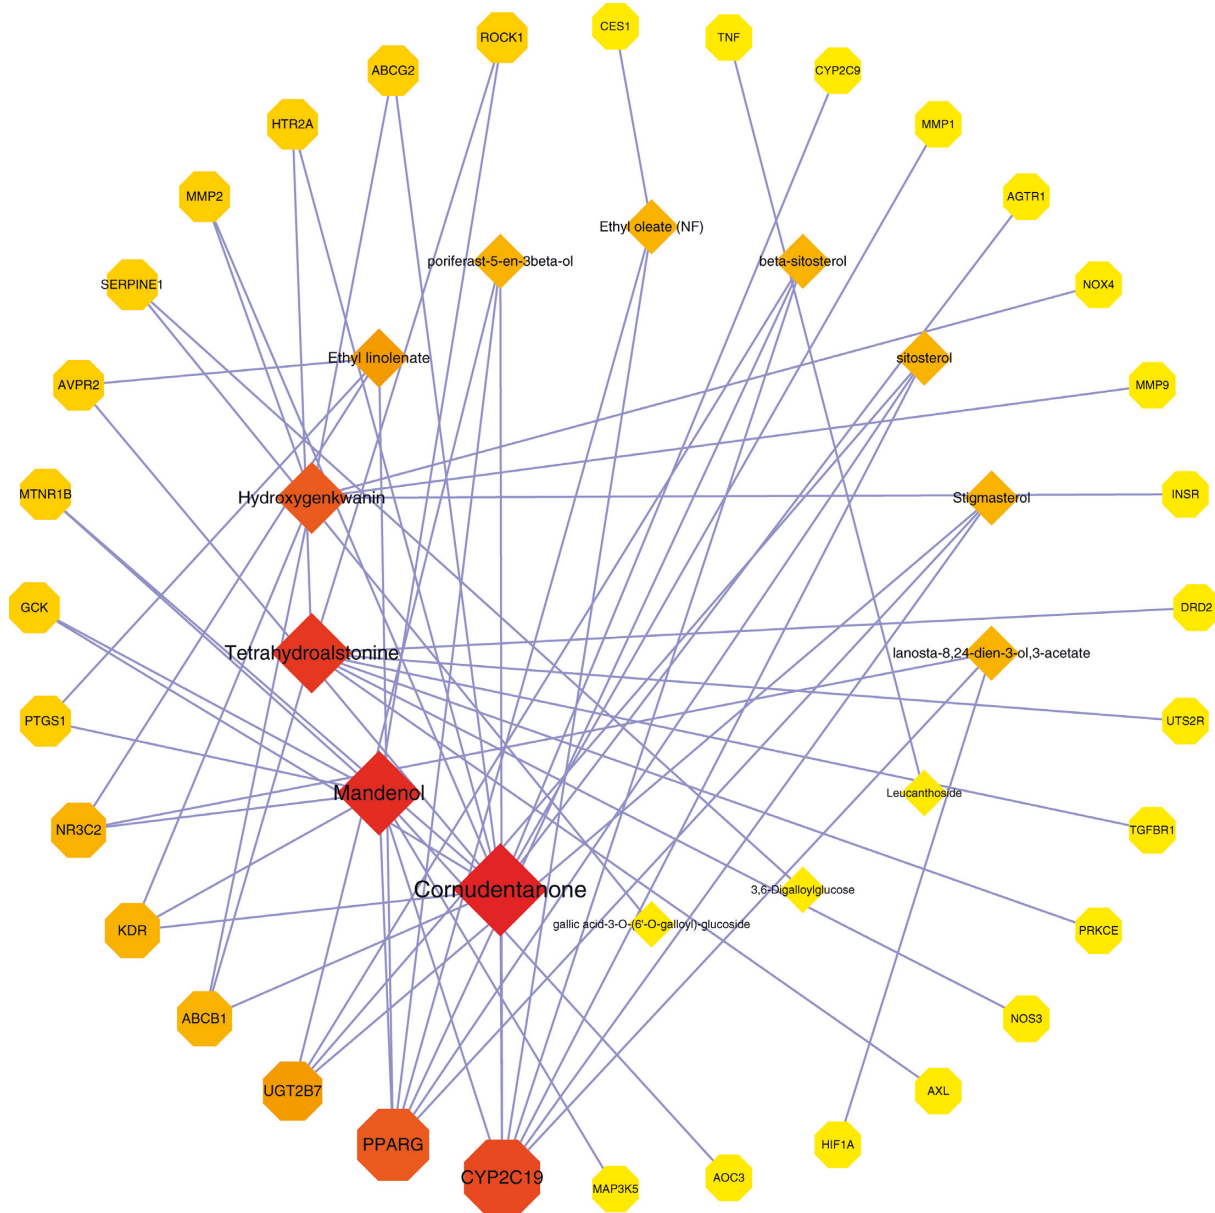 CES1
TNF
ROCK1
ABCG2
CYP2C9
HTR2A
MMP1
MMP2
AGTR1
Ethyl oleate (NF)
poriferast-5-en-3beta-ol
beta-sitosterol
SERPINE1
NOX4
Ethyl linolenate
sitosterol
AVPR2
MMP9
MTNR1B
Hydroxygenkwanin
Stigmasterol
INSR
GCK
DRD2
Tetrahydroalstonine
lanosta-8,24-dien-3-ol,3-acetate
PTGS1
UTS2R
Mandenol
Leucanthoside
NR3C2
TGFBR1
Cornudentanone
3,6-Digalloylglucose
gallic acid-3-O-(6'-O-galloyl)-glucoside
KDR
PRKCE
ABCB1
NOS3
UGT2B7
AXL
PPARG
HIF1A
CYP2C19
MAP3K5
AOC3